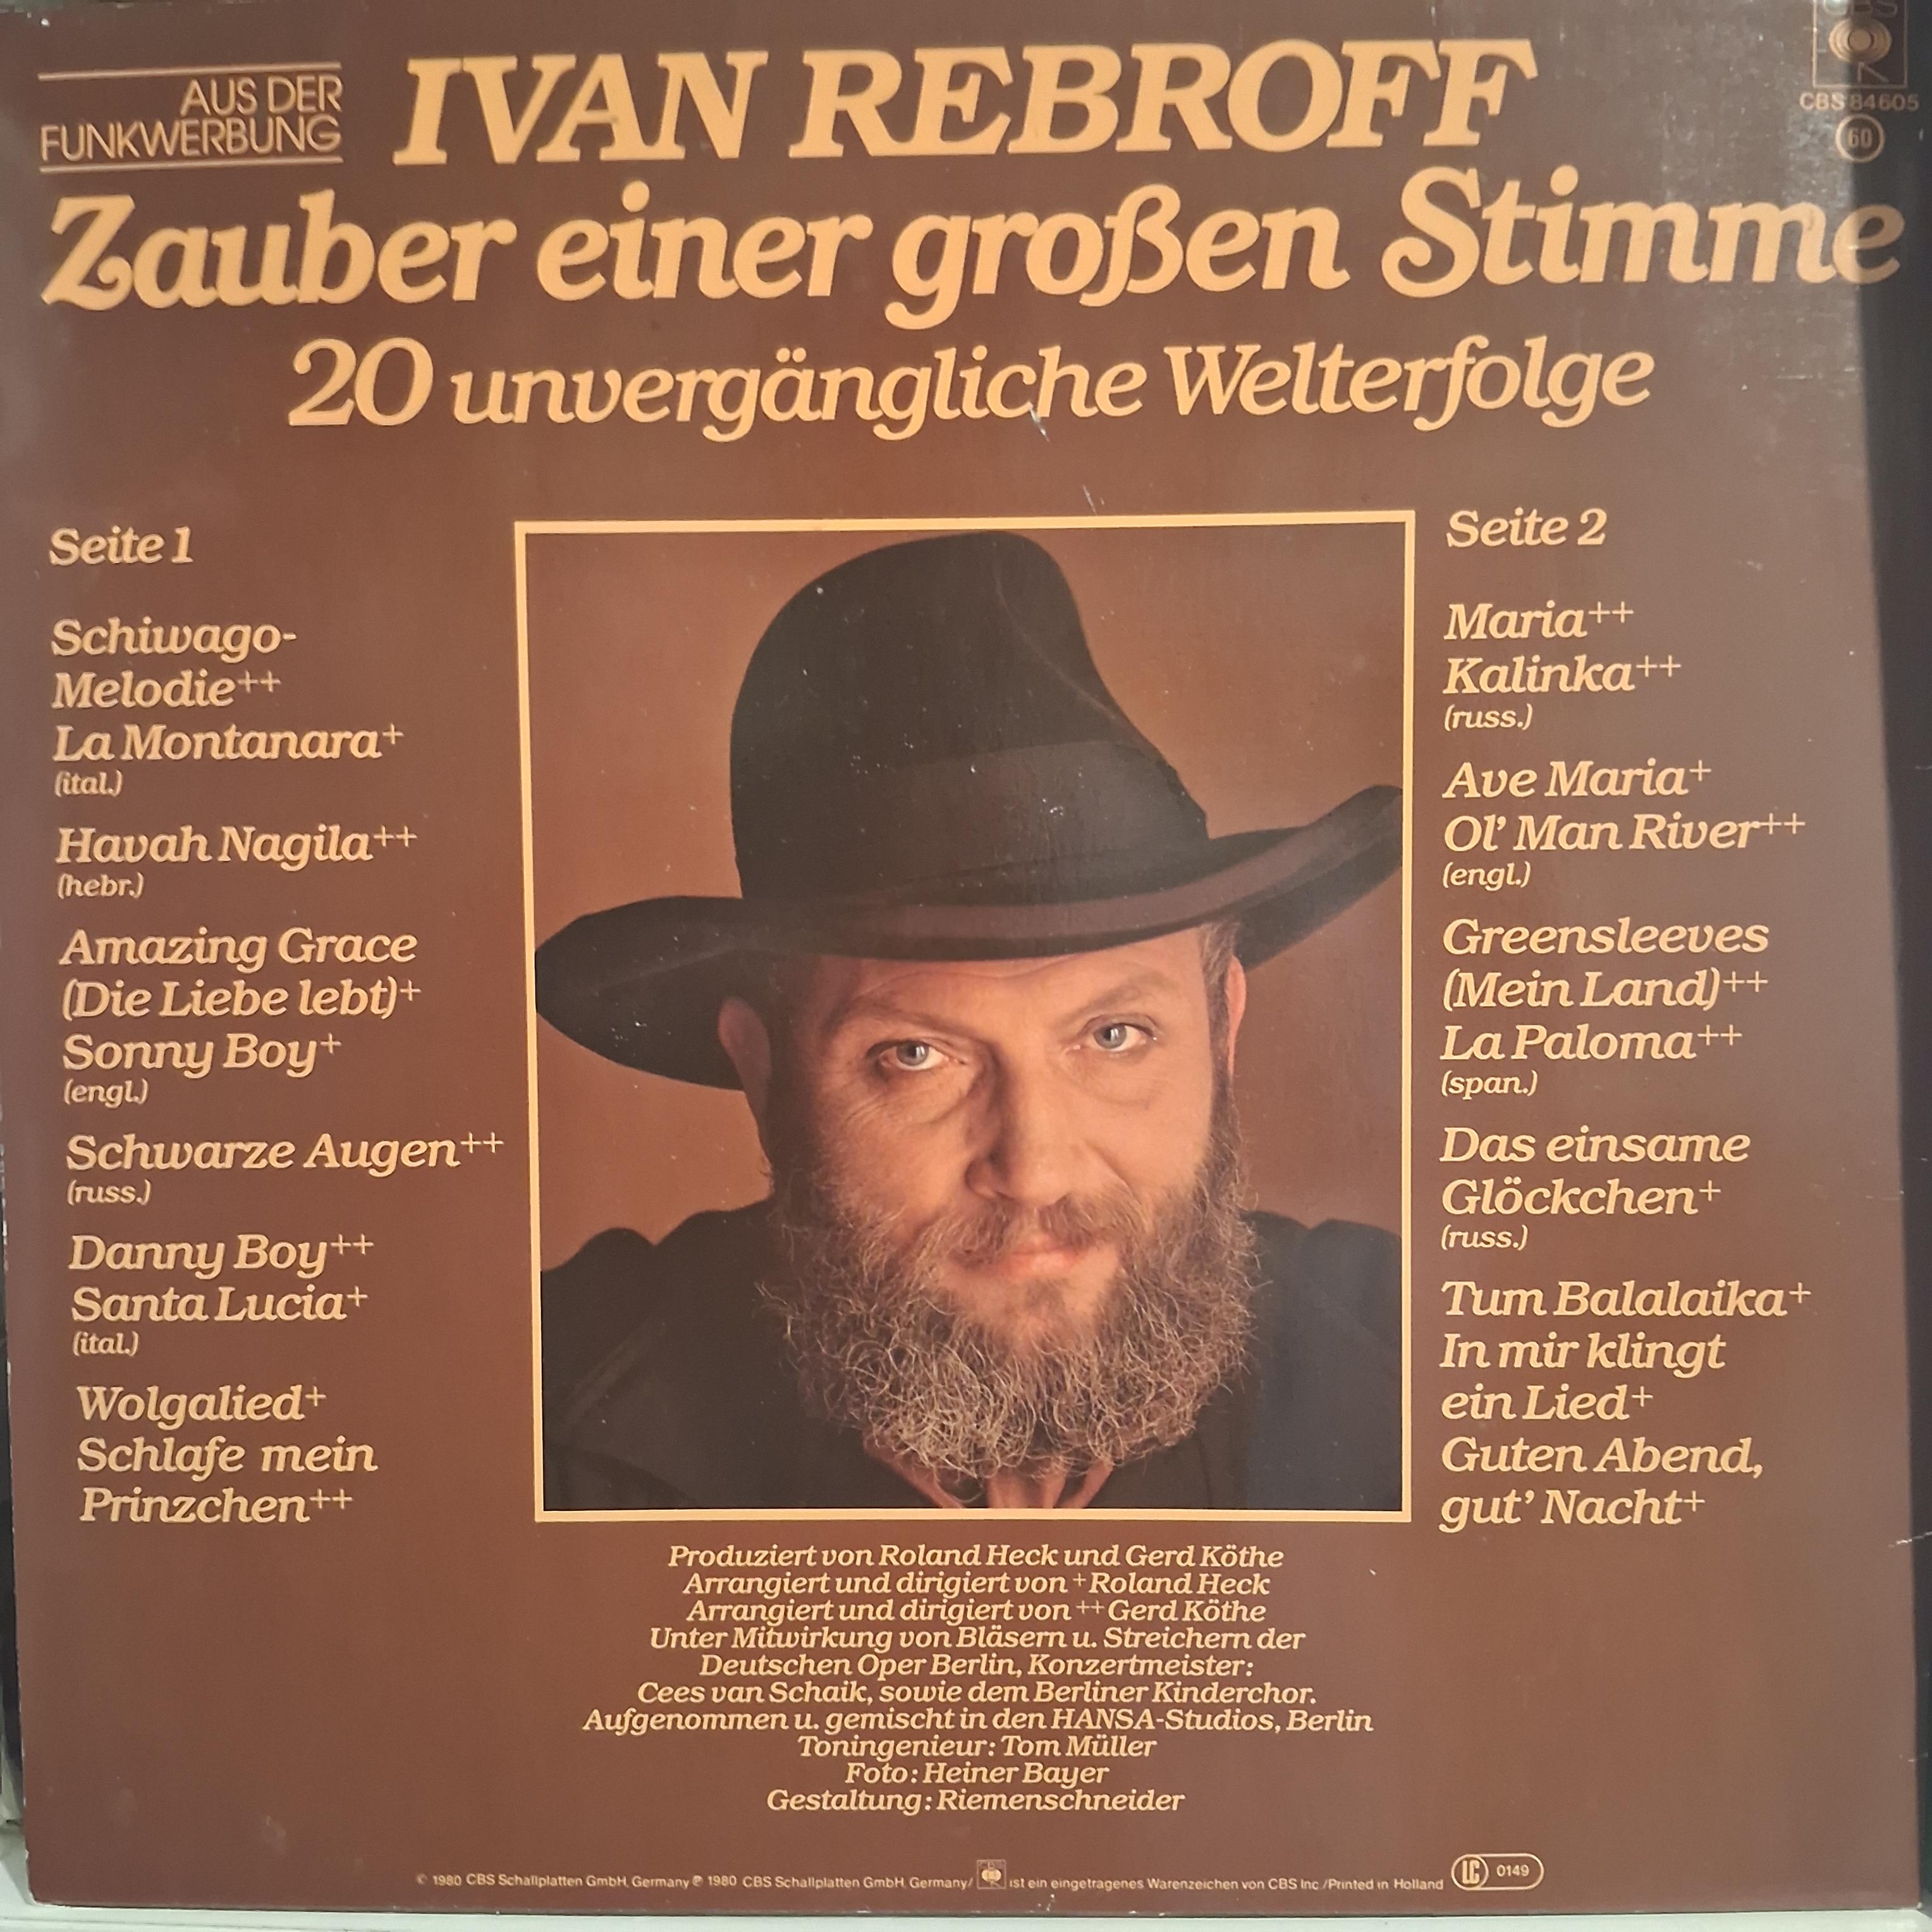 AUS DER
FUNKWERBUNG
IVAN REBROFF
CBS
CBS 84605
60
Zauber einer großen Stimme
20 unvergängliche Welterfolge
Seite 1
Schiwago-
Melodie++
La Montanara+
(ital.)
Havah Nagila++
(hebr.)
Amazing Grace
(Die Liebe lebt)+
Sonny Boy+
(engl.)
Schwarze Augen++
(russ.)
Danny Boy++
Santa Lucia+
(ital.)
Wolgalied+
Schlafe mein
Prinzchen++
Seite 2
Maria++
Kalinka++
(russ.)
Ave Maria+
Ol' Man River++
(engl.)
Greensleeves
(Mein Land)++
La Paloma++
(span.)
Das einsame
Glöckchen+
(russ.)
Tum Balalaika+
In mir klingt
ein Lied+
Guten Abend,
gut' Nacht+
Produziert von Roland Heck und Gerd Köthe
Arrangiert und dirigiert von + Roland Heck
Arrangiert und dirigiert von ++ Gerd Köthe
Unter Mitwirkung von Bläsern u. Streichern der
Deutschen Oper Berlin, Konzertmeister:
Cees van Schaik, sowie dem Berliner Kinderchor.
Aufgenommen u. gemischt in den HANSA-Studios, Berlin
Toningenieur: Tom Müller
Foto: Heiner Bayer
Gestaltung: Riemenschneider
© 1980 CBS Schallplatten GmbH, Germany ℗ 1980 CBS Schallplatten GmbH, Germany/ CBS ist ein eingetragenes Warenzeichen von CBS Inc./Printed in Holland LC 0149